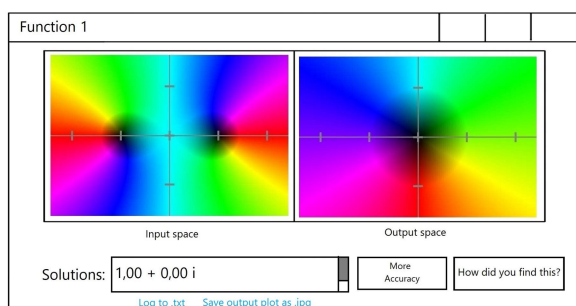 Function 1
Input space
Output space
Solutions:
1,00 + 0,00 i
More
Accuracy
How did you find this?
Log to .txt
Save output plot as .jpg